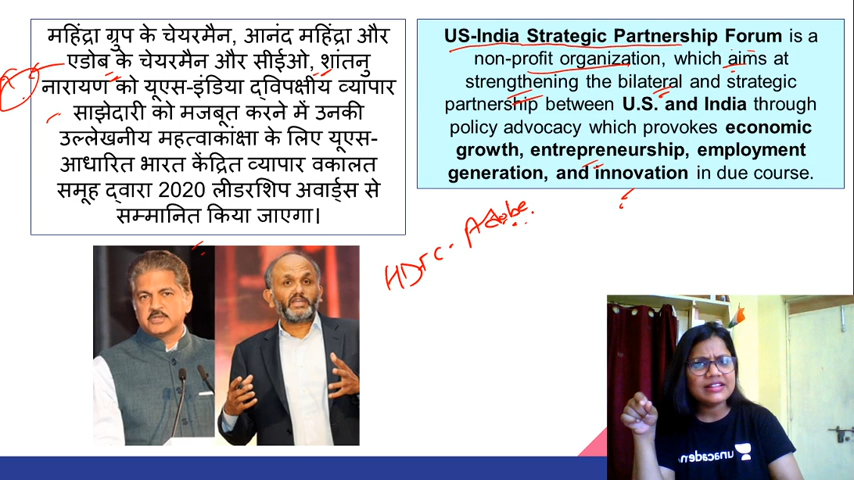 महिंद्रा ग्रुप के चेयरमैन, आनंद महिंद्रा और
एडोब के चेयरमैन और सीईओ, शांतनु
नारायण को यूएस-इंडिया द्विपक्षीय व्यापार
साझेदारी को मजबूत करने में उनकी
उल्लेखनीय महत्वाकांक्षा के लिए यूएस-
आधारित भारत केंद्रित व्यापार वकालत
समूह द्वारा 2020 लीडरशिप अवार्ड्स से
सम्मानित किया जाएगा।
US-India Strategic Partnership Forum is a
non-profit organization, which aims at
strengthening the bilateral and strategic
partnership between U.S. and India through
policy advocacy which provokes economic
growth, entrepreneurship, employment
generation, and innovation in due course.
HDFC - Adobe.
unacademy